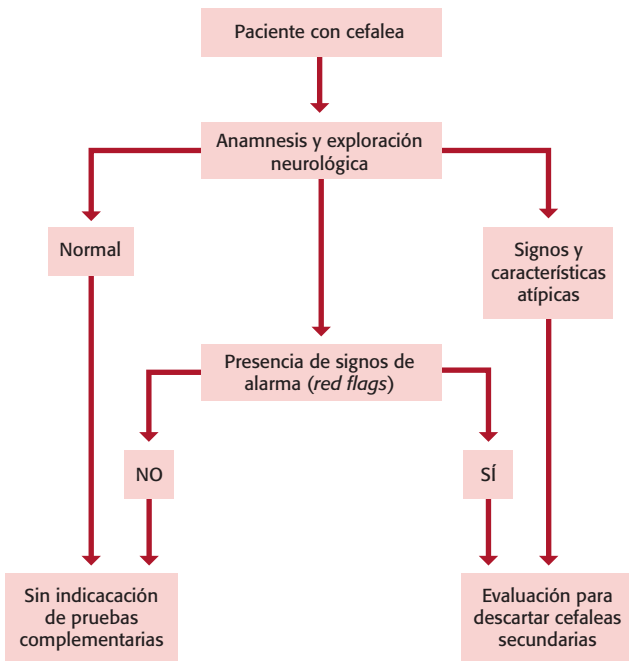 Paciente con cefalea
Anamnesis y exploración
neurológica
Normal
Signos y
características
atípicas
Presencia de signos de
alarma (red flags)
NO
SÍ
Sin indicacación
de pruebas
complementarias
Evaluación para
descartar cefaleas
secundarias